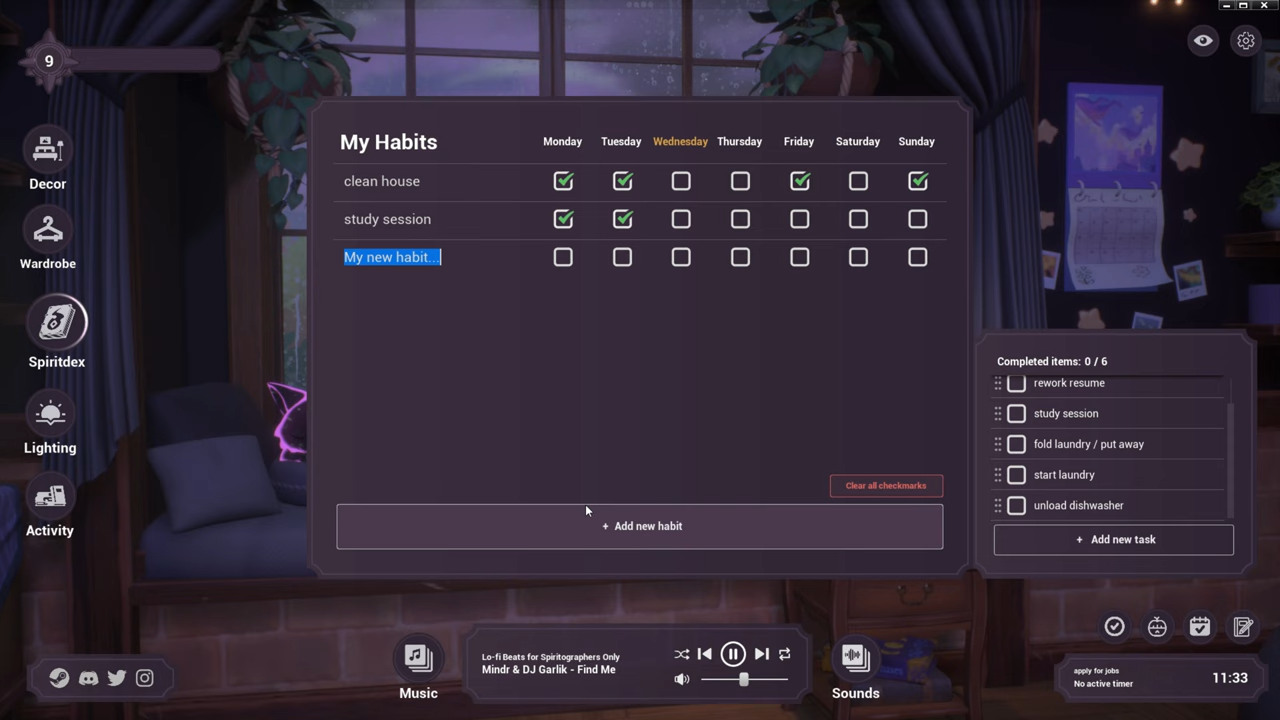 9
Decor
Wardrobe
Spiritdex
Lighting
Activity
My Habits
Monday Tuesday Wednesday Thursday Friday Saturday Sunday
clean house
study session
My new habit...
Clear all checkmarks
+ Add new habit
Completed items: 0 / 6
rework resume
study session
fold laundry / put away
start laundry
unload dishwasher
+ Add new task
Music
Lo-fi Beats for Spiritographers Only
Mindr & DJ Garlik - Find Me
Sounds
apply for jobs
No active timer
11:33